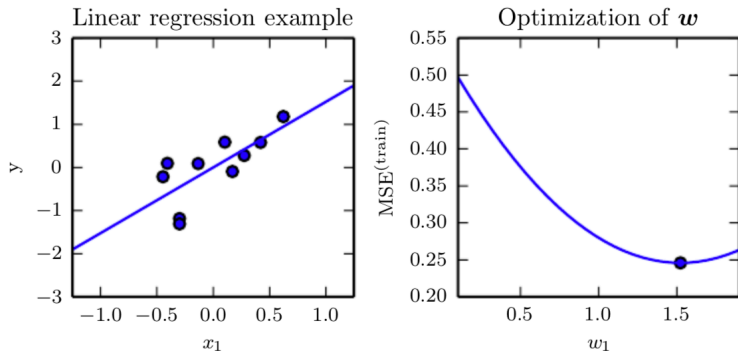 Linear regression example
3
2
1
0
−1
−2
−3
y
−1.0 −0.5 0.0 0.5 1.0
x₁
Optimization of w
0.55
0.50
0.45
0.40
0.35
0.30
0.25
0.20
MSE(train)
0.5 1.0 1.5
w₁